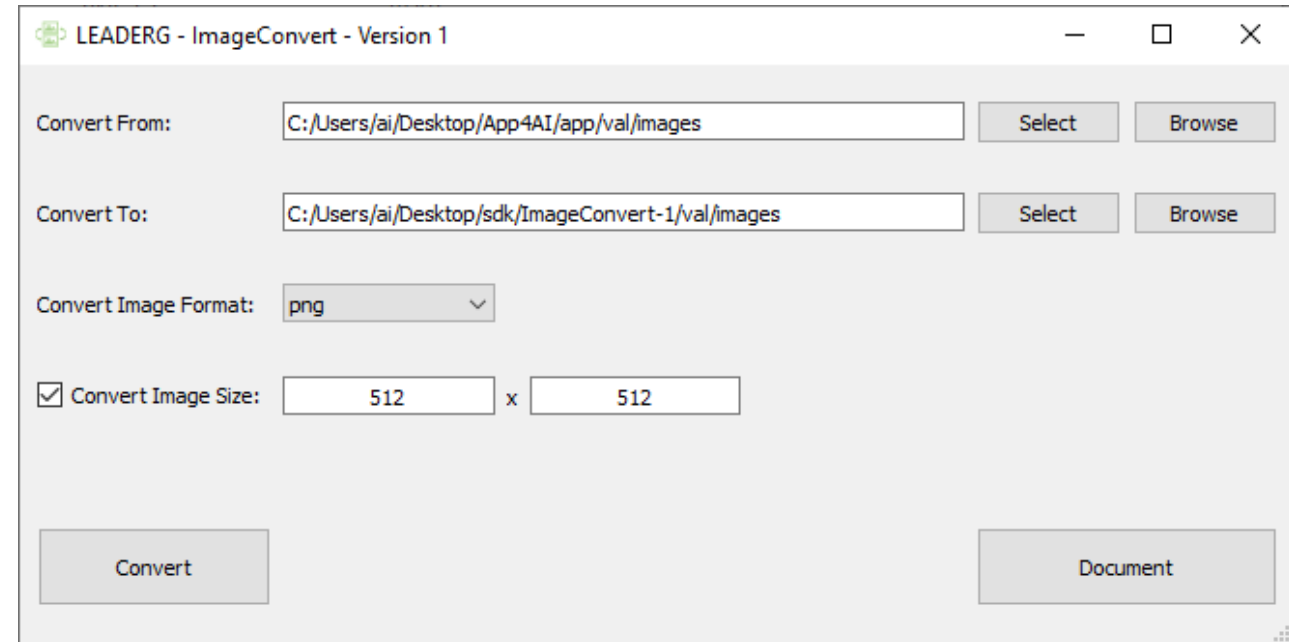 LEADERG - ImageConvert - Version 1
Convert From: C:/Users/ai/Desktop/App4AI/app/val/images Select Browse
Convert To: C:/Users/ai/Desktop/sdk/ImageConvert-1/val/images Select Browse
Convert Image Format: png
Convert Image Size: 512 x 512
Convert Document